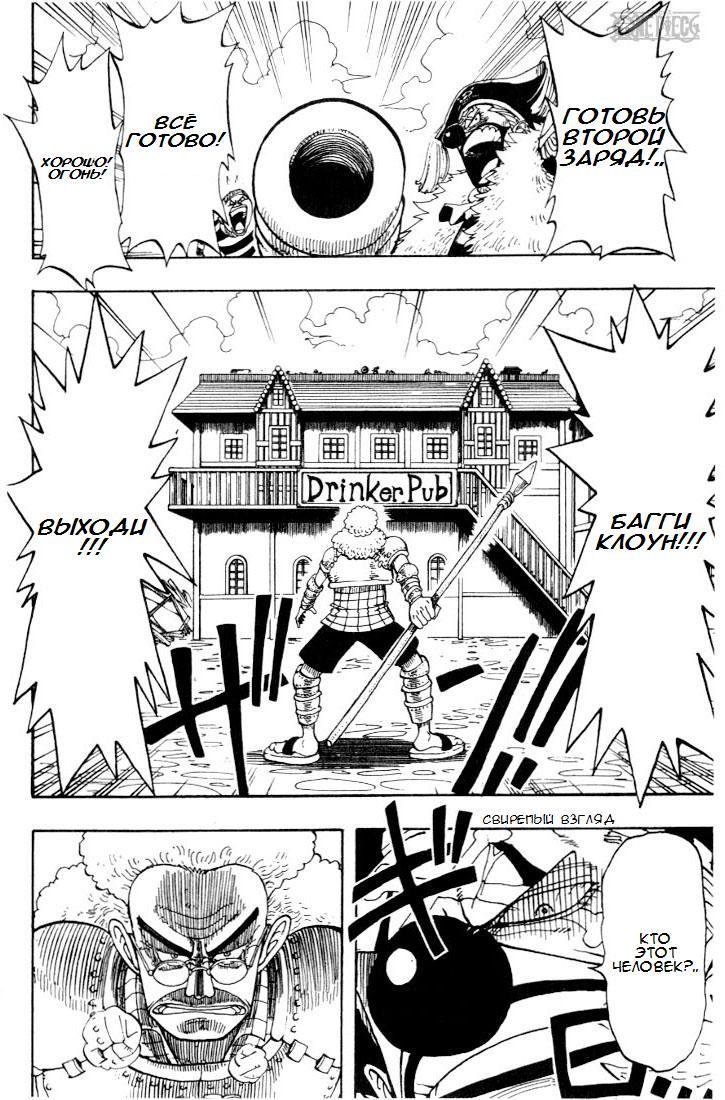 ONE PIECE
ГОТОВЬ
ВТОРОЙ
ЗАРЯД!..
ВСЁ
ГОТОВО!
ХОРОШО!
ОГОНЬ!
БАГГИ
КЛОУН!!!
Drinker Pub
ВЫХОДИ
!!!
СВИРЕПЫЙ ВЗГЛЯД
КТО
ЭТОТ
ЧЕЛОВЕК?..